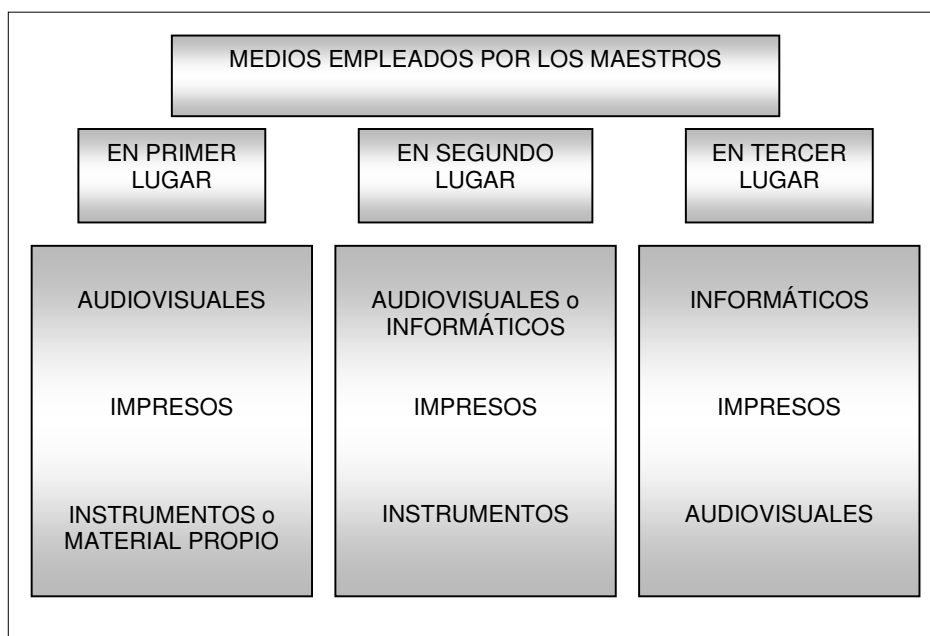 MEDIOS EMPLEADOS POR LOS MAESTROS
EN PRIMER
LUGAR
EN SEGUNDO
LUGAR
EN TERCER
LUGAR
AUDIOVISUALES
IMPRESOS
INSTRUMENTOS o
MATERIAL PROPIO
AUDIOVISUALES o
INFORMÁTICOS
IMPRESOS
INSTRUMENTOS
INFORMÁTICOS
IMPRESOS
AUDIOVISUALES